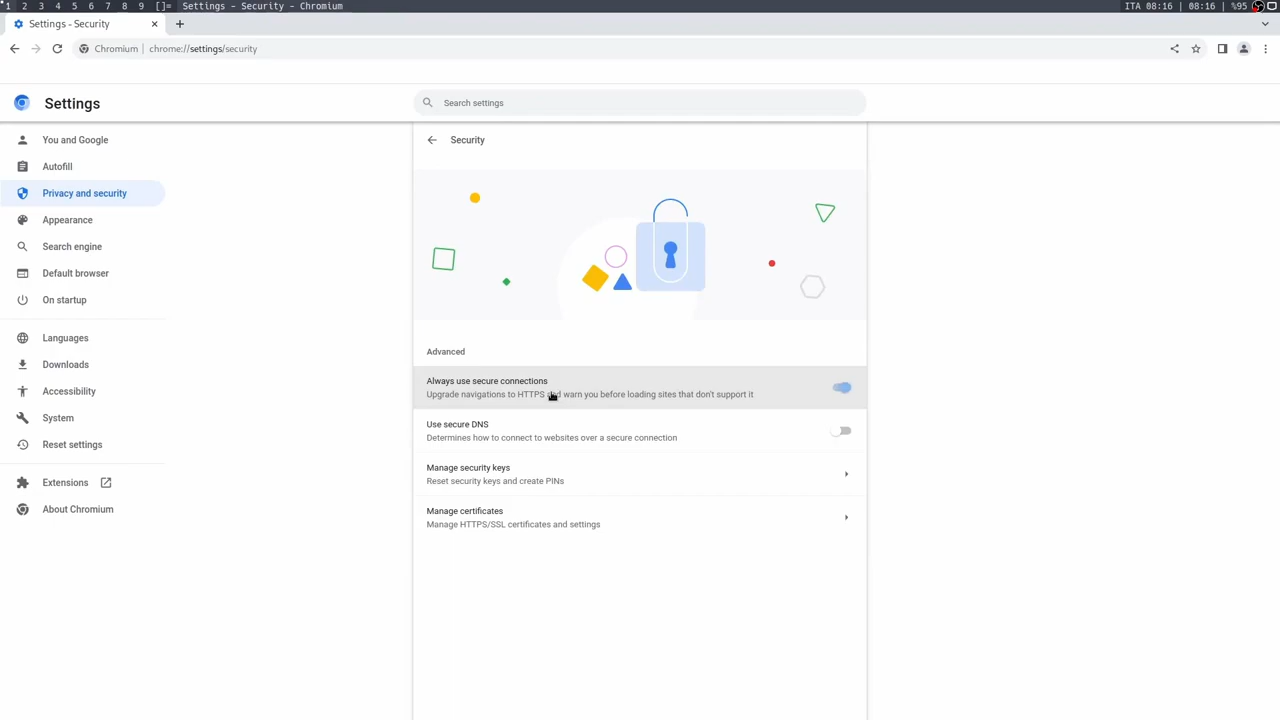 1 2 3 4 5 6 7 8 9 []= Settings - Security - Chromium ITA 08:16 | 08:16 | %95
Settings - Security
Chromium chrome://settings/security
Settings
Search settings
You and Google
Autofill
Privacy and security
Appearance
Search engine
Default browser
On startup
Languages
Downloads
Accessibility
System
Reset settings
Extensions
About Chromium
Security
Advanced
Always use secure connections
Upgrade navigations to HTTPS and warn you before loading sites that don't support it
Use secure DNS
Determines how to connect to websites over a secure connection
Manage security keys
Reset security keys and create PINs
Manage certificates
Manage HTTPS/SSL certificates and settings